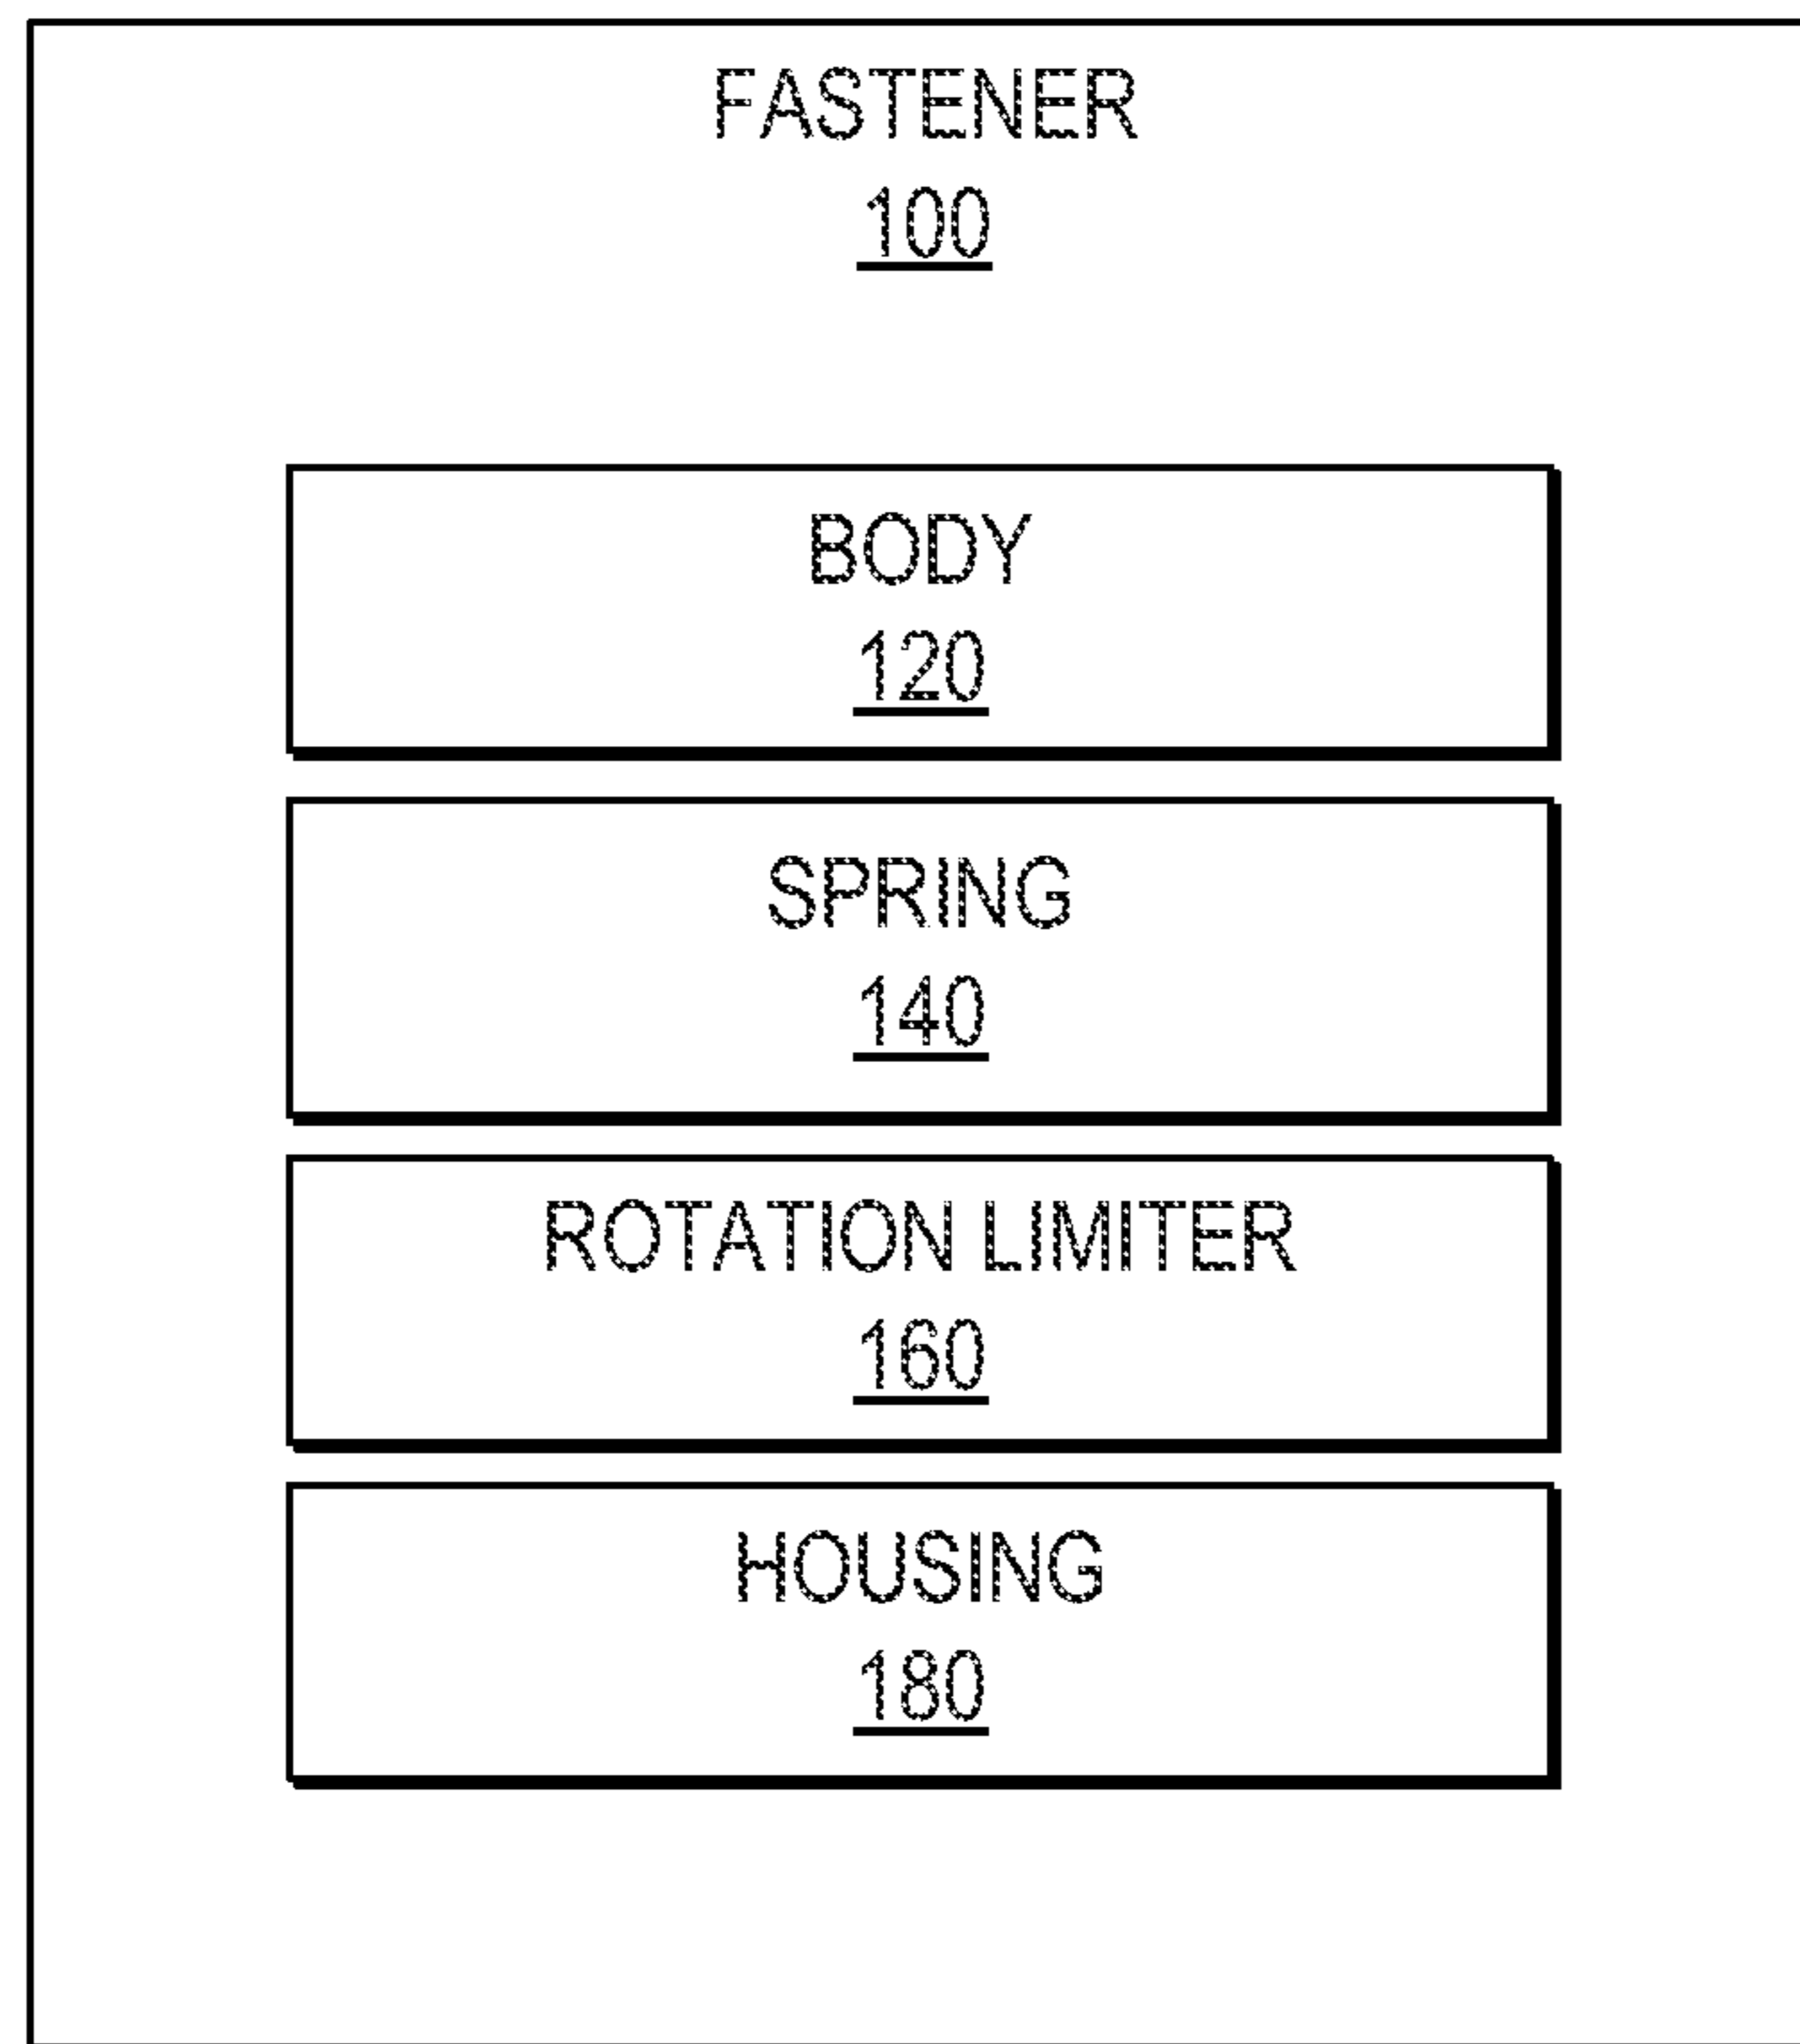 FASTENER
100
BODY
120
SPRING
140
ROTATION LIMITER
160
HOUSING
180